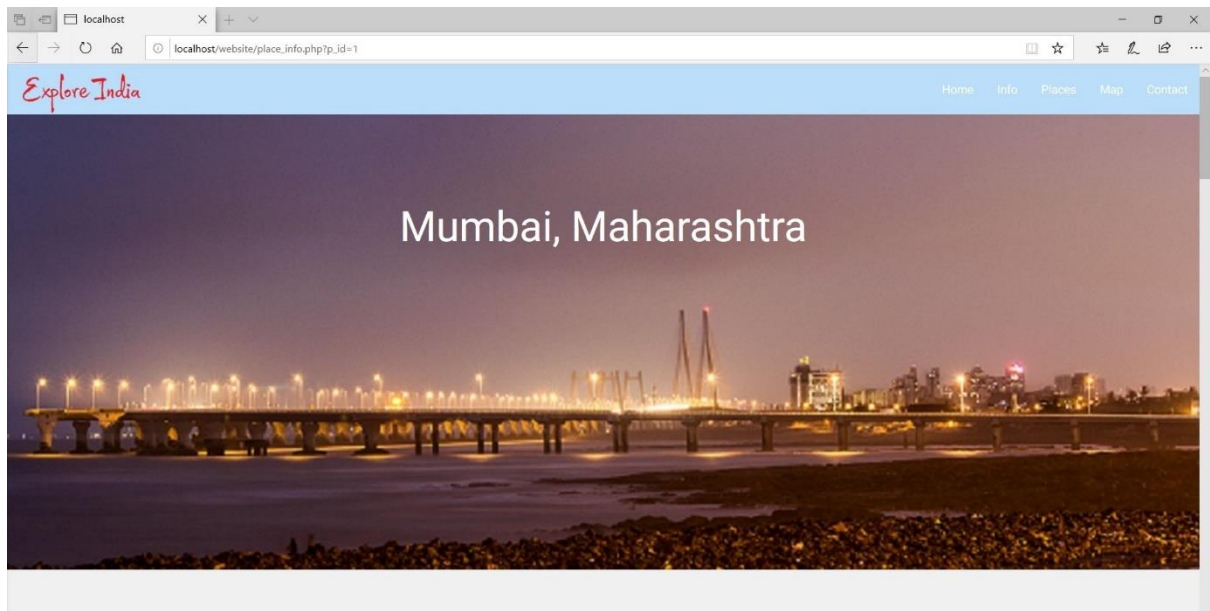 localhost
localhost/website/place_info.php?p_id=1
Explore India
Home Info Places Map Contact
Mumbai, Maharashtra